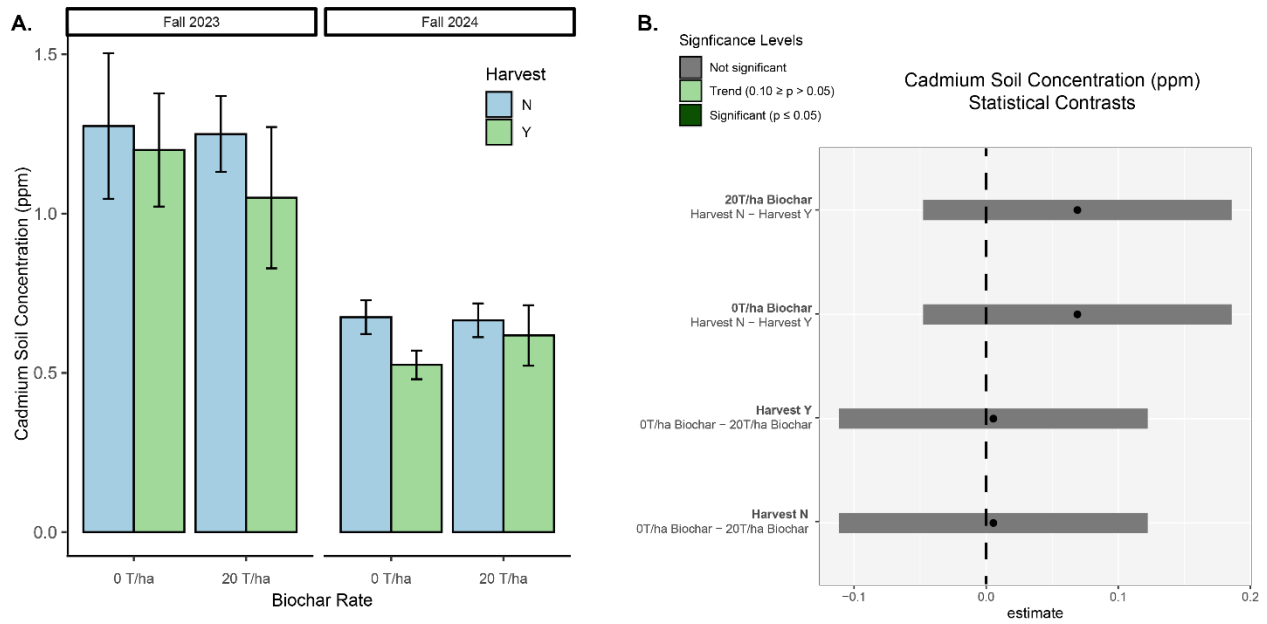 A.
Fall 2023
Fall 2024
Harvest
N
Y
Cadmium Soil Concentration (ppm)
1.5
1.0
0.5
0.0
0 T/ha
20 T/ha
0 T/ha
20 T/ha
Biochar Rate
B.
Signficance Levels
Not significant
Trend (0.10 ≥ p > 0.05)
Significant (p ≤ 0.05)
Cadmium Soil Concentration (ppm)
Statistical Contrasts
20T/ha Biochar
Harvest N − Harvest Y
0T/ha Biochar
Harvest N − Harvest Y
Harvest Y
0T/ha Biochar − 20T/ha Biochar
Harvest N
0T/ha Biochar − 20T/ha Biochar
−0.1
0.0
0.1
0.2
estimate